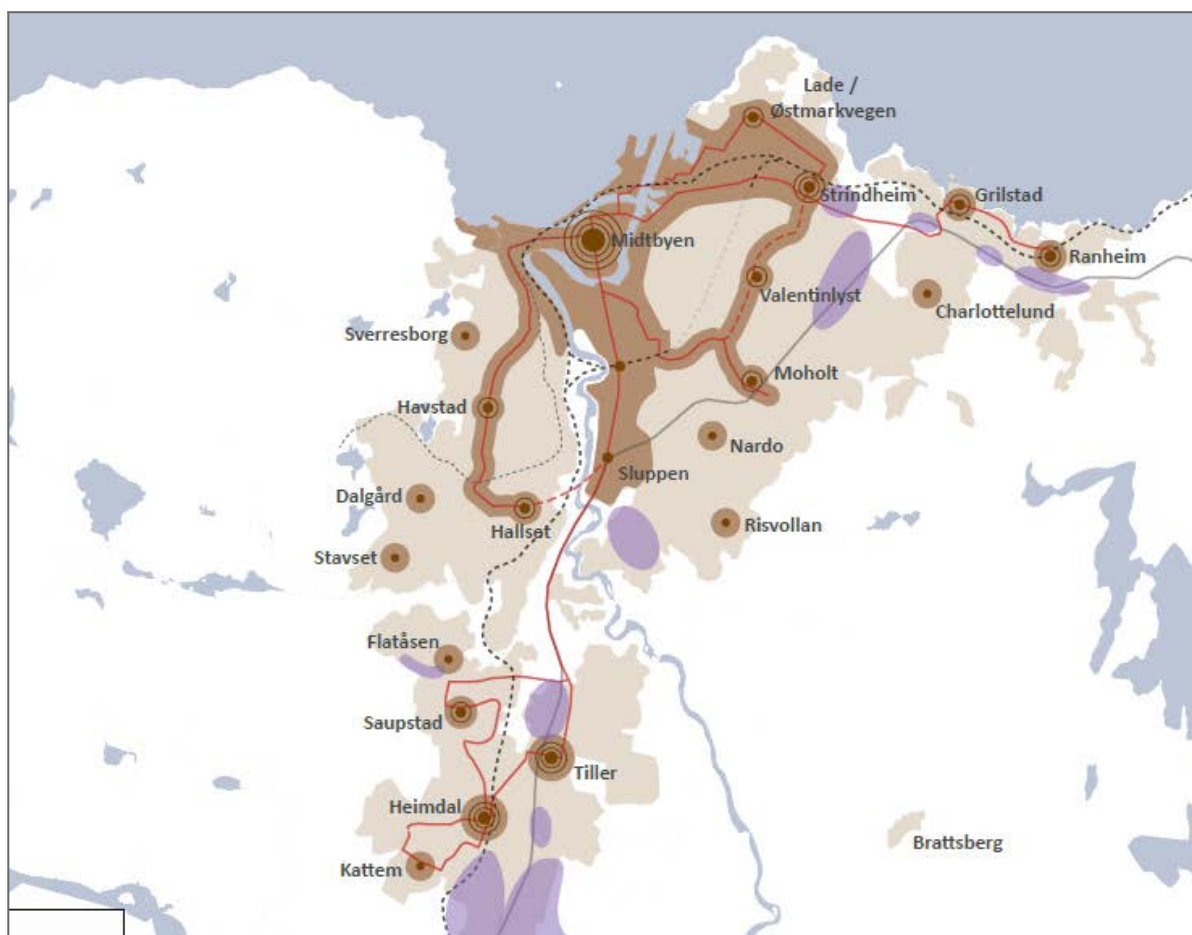 Lade /
Østmarkvegen
Strindheim
Grilstad
Midtbyen
Ranheim
Valentinlyst
Charlottelund
Sverresborg
Moholt
Havstad
Nardo
Sluppen
Dalgård
Hallset
Risvollan
Stavset
Flatåsen
Saupstad
Tiller
Heimdal
Brattsberg
Kattem